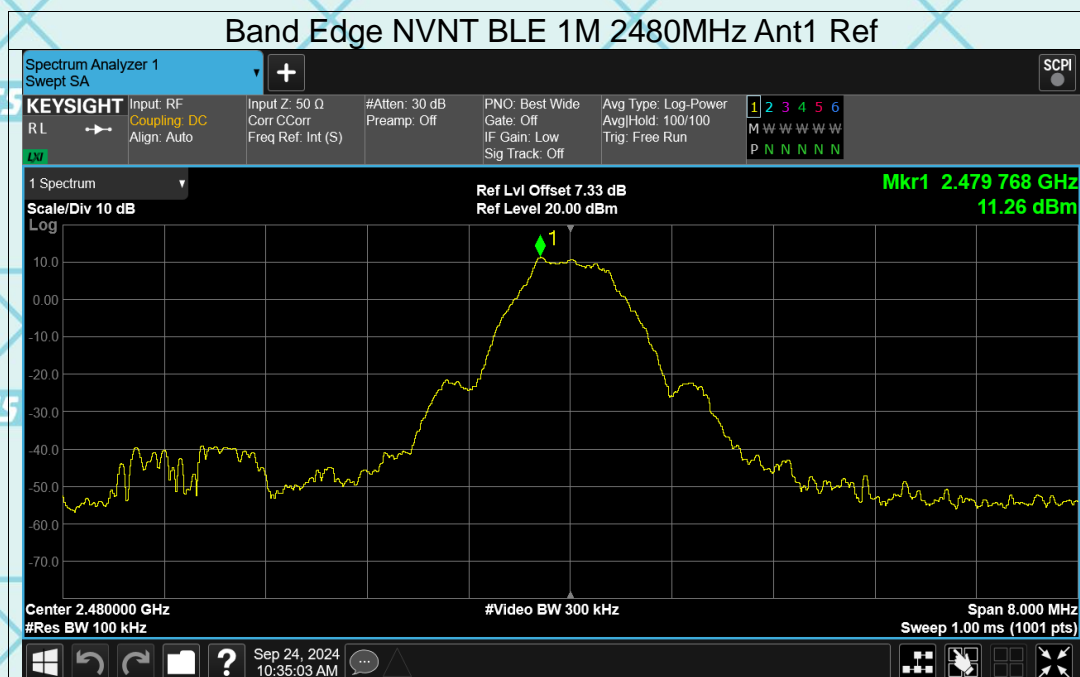 Band Edge NVNT BLE 1M 2480MHz Ant1 Ref
Spectrum Analyzer 1
Swept SA
+
SCPI
KEYSIGHT
R L
LXI
Input: RF
Coupling: DC
Align: Auto
Input Z: 50 Ω
Corr CCorr
Freq Ref: Int (S)
#Atten: 30 dB
Preamp: Off
PNO: Best Wide
Gate: Off
IF Gain: Low
Sig Track: Off
Avg Type: Log-Power
Avg|Hold: 100/100
Trig: Free Run
1 2 3 4 5 6
M W W W W W
P N N N N N
1 Spectrum
Scale/Div 10 dB
Ref Lvl Offset 7.33 dB
Ref Level 20.00 dBm
Mkr1 2.479 768 GHz
11.26 dBm
Log
1
10.0
0.00
-10.0
-20.0
-30.0
-40.0
-50.0
-60.0
-70.0
Center 2.480000 GHz
#Res BW 100 kHz
#Video BW 300 kHz
Span 8.000 MHz
Sweep 1.00 ms (1001 pts)
?
Sep 24, 2024
10:35:03 AM